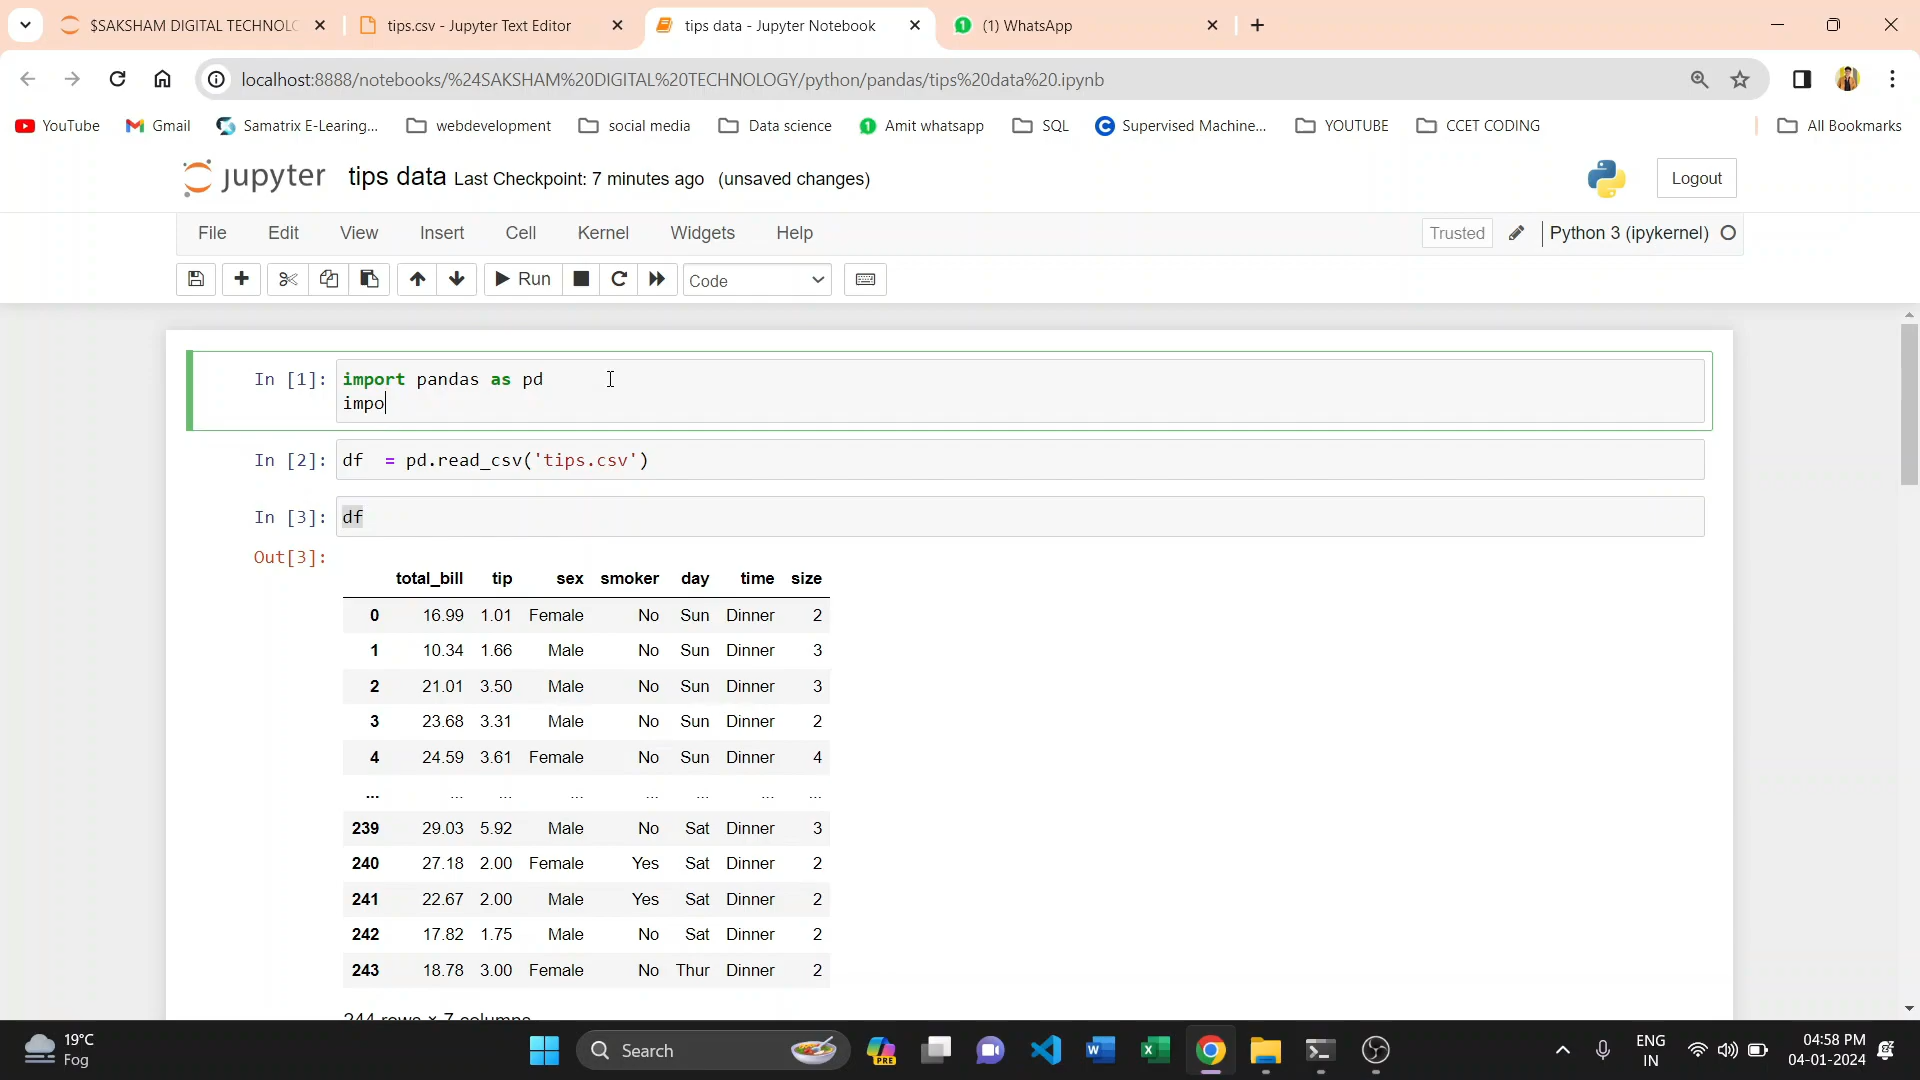 $SAKSHAM DIGITAL TECHNOLO
tips.csv - Jupyter Text Editor
tips data - Jupyter Notebook
(1) WhatsApp
localhost:8888/notebooks/%24SAKSHAM%20DIGITAL%20TECHNOLOGY/python/pandas/tips%20data%20.ipynb
YouTube
Gmail
Samatrix E-Learing...
webdevelopment
social media
Data science
Amit whatsapp
SQL
Supervised Machine...
YOUTUBE
CCET CODING
All Bookmarks
jupyter tips data Last Checkpoint: 7 minutes ago (unsaved changes)
Logout
File Edit View Insert Cell Kernel Widgets Help
Trusted
Python 3 (ipykernel)
Run
Code
In [1]: import pandas as pd
impo
In [2]: df = pd.read_csv('tips.csv')
In [3]: df
Out[3]:
total_bill tip sex smoker day time size
0 16.99 1.01 Female No Sun Dinner 2
1 10.34 1.66 Male No Sun Dinner 3
2 21.01 3.50 Male No Sun Dinner 3
3 23.68 3.31 Male No Sun Dinner 2
4 24.59 3.61 Female No Sun Dinner 4
... ... ... ... ... ... ... ...
239 29.03 5.92 Male No Sat Dinner 3
240 27.18 2.00 Female Yes Sat Dinner 2
241 22.67 2.00 Male Yes Sat Dinner 2
242 17.82 1.75 Male No Sat Dinner 2
243 18.78 3.00 Female No Thur Dinner 2
244 rows × 7 columns
19°C
Fog
Search
PRE
ENG
IN
04:58 PM
04-01-2024